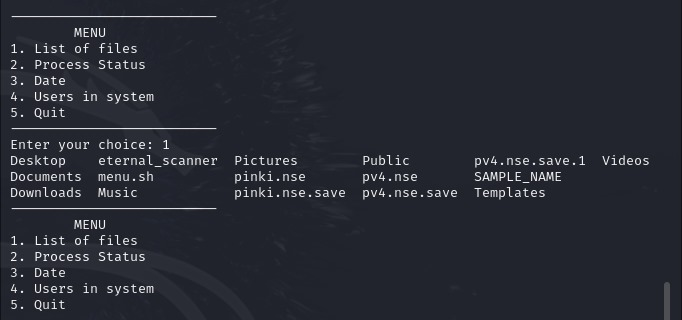 MENU
1. List of files
2. Process Status
3. Date
4. Users in system
5. Quit
Enter your choice: 1
Desktop    eternal_scanner  Pictures        Public        pv4.nse.save.1  Videos
Documents  menu.sh          pinki.nse       pv4.nse       SAMPLE_NAME
Downloads  Music            pinki.nse.save  pv4.nse.save  Templates
MENU
1. List of files
2. Process Status
3. Date
4. Users in system
5. Quit